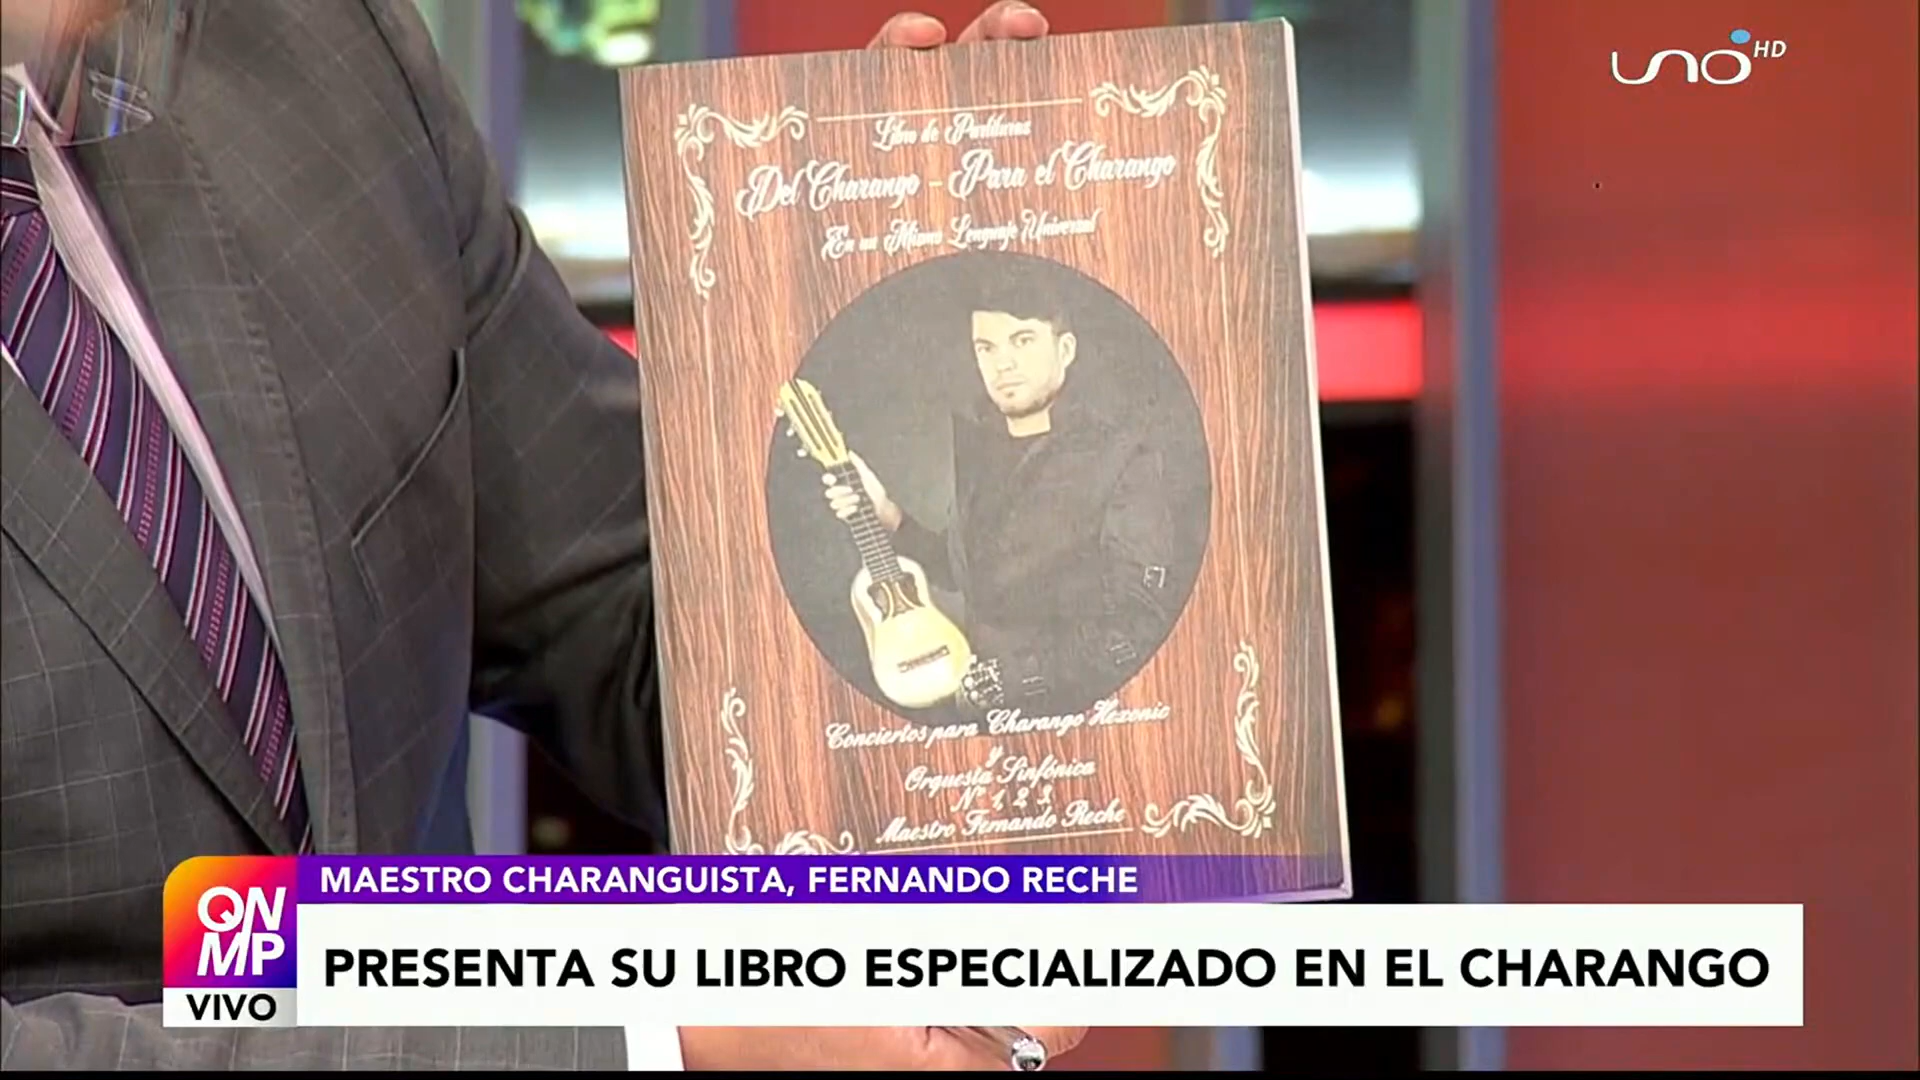 UNO HD
Libro de Partituras
Del Charango - Para el Charango
En su Mismo Lenguaje Universal
Conciertos para Charango Hexonic
y
Orquesta Sinfónica
N° 1, 2, 3,
Maestro Fernando Reche
MAESTRO CHARANGUISTA, FERNANDO RECHE
QNMP
PRESENTA SU LIBRO ESPECIALIZADO EN EL CHARANGO
VIVO